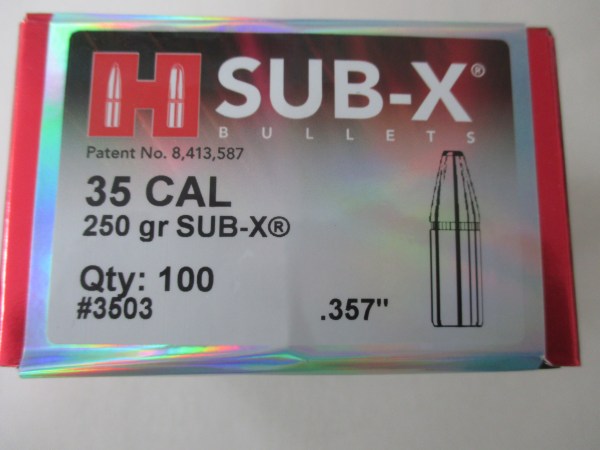 H SUB-X®
BULLETS
Patent No. 8,413,587
35 CAL
250 gr SUB-X®
Qty: 100
#3503
.357"